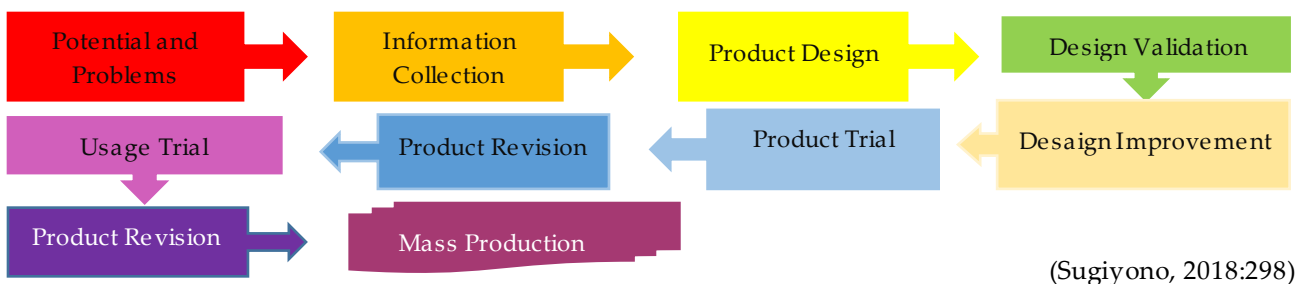 Potential and
Problems
Information
Collection
Product Design
Design Validation
Desaign Improvement
Product Trial
Product Revision
Usage Trial
Product Revision
Mass Production
(Sugiyono, 2018:298)